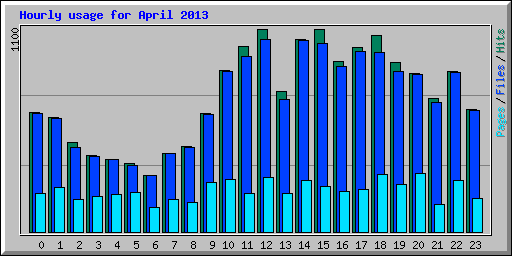 Hourly usage for April 2013
1100
Pages/Files/Hits
0 1 2 3 4 5 6 7 8 9 10 11 12 13 14 15 16 17 18 19 20 21 22 23